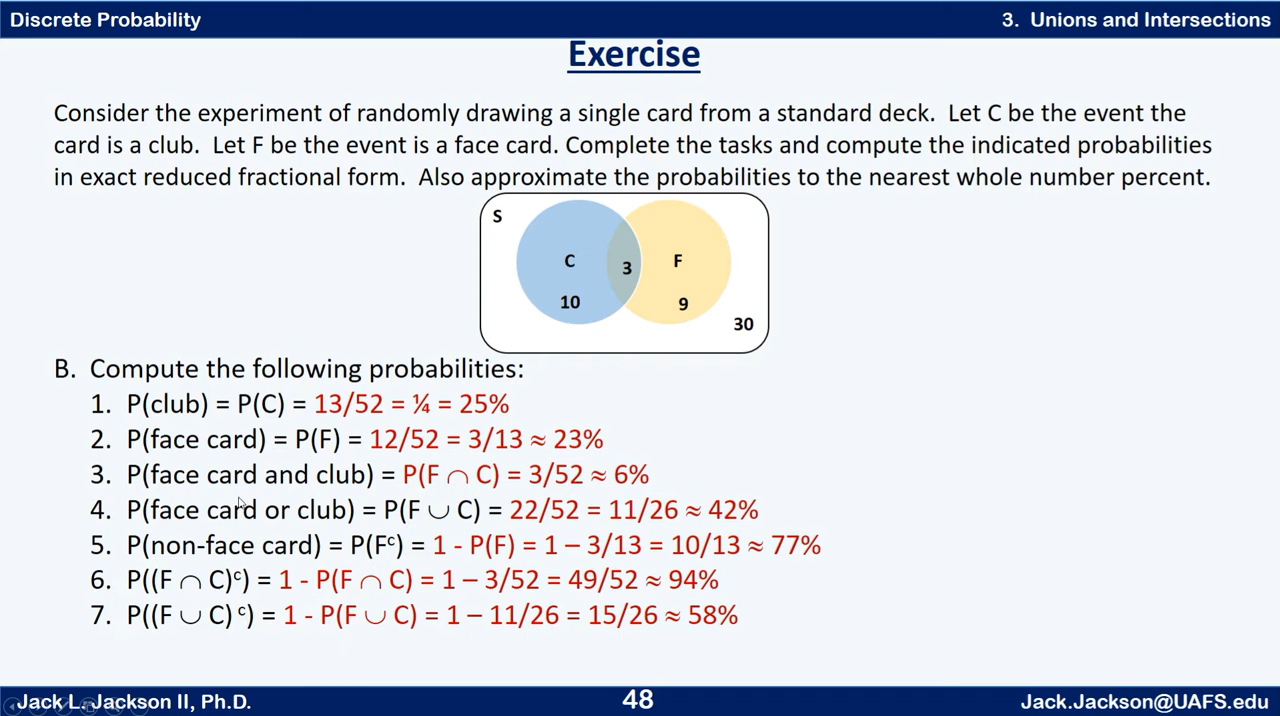 Discrete Probability
3. Unions and Intersections
Exercise
Consider the experiment of randomly drawing a single card from a standard deck. Let C be the event the
card is a club. Let F be the event is a face card. Complete the tasks and compute the indicated probabilities
in exact reduced fractional form. Also approximate the probabilities to the nearest whole number percent.
S
C
3
F
10
9
30
B. Compute the following probabilities:
1. P(club) = P(C) = 13/52 = ¼ = 25%
2. P(face card) = P(F) = 12/52 = 3/13 ≈ 23%
3. P(face card and club) = P(F ∩ C) = 3/52 ≈ 6%
4. P(face card or club) = P(F ∪ C) = 22/52 = 11/26 ≈ 42%
5. P(non-face card) = P(Fᶜ) = 1 - P(F) = 1 – 3/13 = 10/13 ≈ 77%
6. P((F ∩ C)ᶜ) = 1 - P(F ∩ C) = 1 – 3/52 = 49/52 ≈ 94%
7. P((F ∪ C) ᶜ) = 1 - P(F ∪ C) = 1 – 11/26 = 15/26 ≈ 58%
Jack L. Jackson II, Ph.D.
48
Jack.Jackson@UAFS.edu